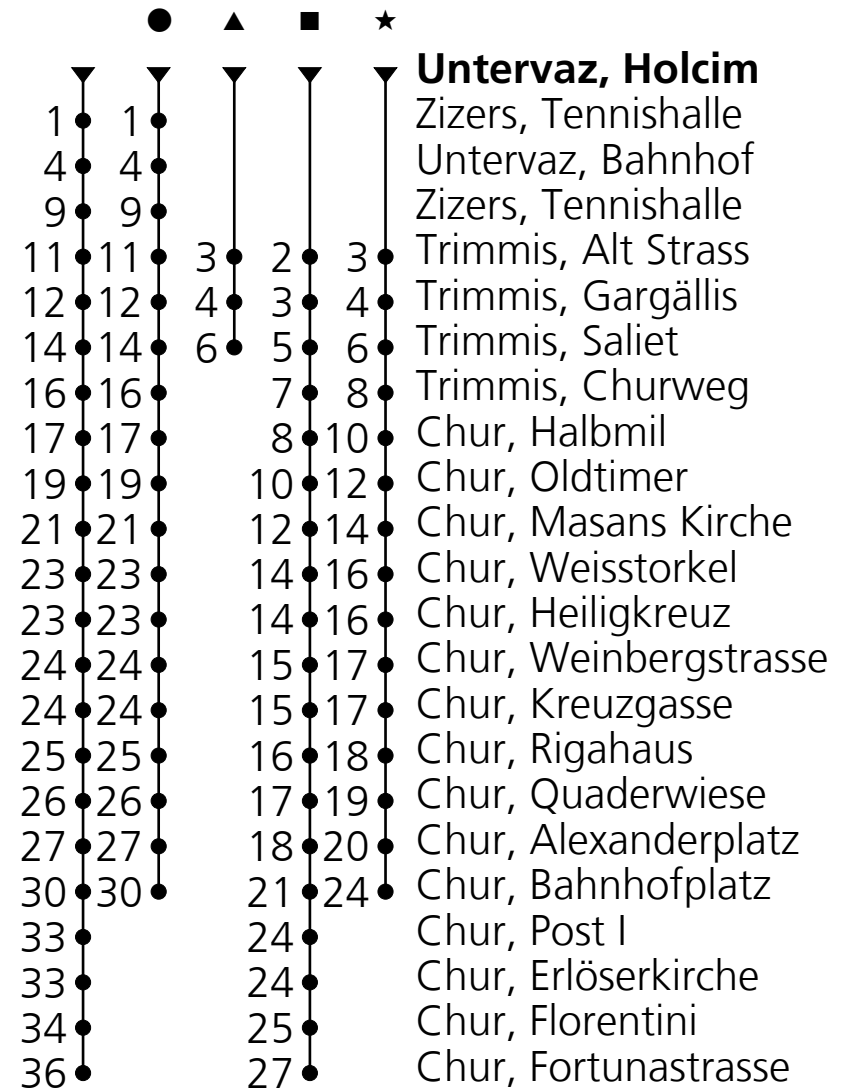 ● ▲ ■ ★
Untervaz, Holcim
1 1 Zizers, Tennishalle
4 4 Untervaz, Bahnhof
9 9 Zizers, Tennishalle
11 11 3 2 3 Trimmis, Alt Strass
12 12 4 3 4 Trimmis, Gargällis
14 14 6 5 6 Trimmis, Saliet
16 16 7 8 Trimmis, Churweg
17 17 8 10 Chur, Halbmil
19 19 10 12 Chur, Oldtimer
21 21 12 14 Chur, Masans Kirche
23 23 14 16 Chur, Weisstorkel
23 23 14 16 Chur, Heiligkreuz
24 24 15 17 Chur, Weinbergstrasse
24 24 15 17 Chur, Kreuzgasse
25 25 16 18 Chur, Rigahaus
26 26 17 19 Chur, Quaderwiese
27 27 18 20 Chur, Alexanderplatz
30 30 21 24 Chur, Bahnhofplatz
33 24 Chur, Post I
33 24 Chur, Erlöserkirche
34 25 Chur, Florentini
36 27 Chur, Fortunastrasse